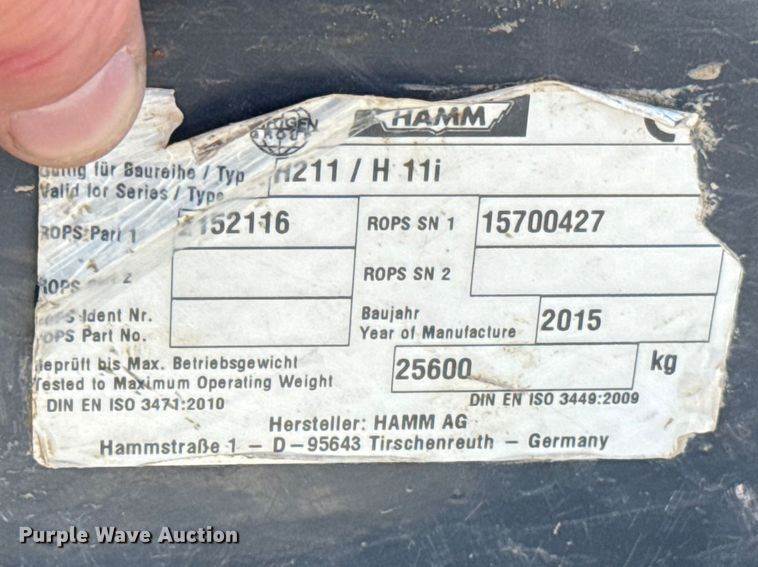 HAMM
Gültig für Baureihe / Typ H211 / H 11i
Valid for Series / Type
ROPS Part 1 2152116 ROPS SN 1 15700427
ROPS 2 ROPS SN 2
Ident Nr. Baujahr
Part No. Year of Manufacture 2015
Geprüft bis Max. Betriebsgewicht 25600 kg
Tested to Maximum Operating Weight
DIN EN ISO 3471:2010 DIN EN ISO 3449:2009
Hersteller: HAMM AG
Hammstraße 1 – D–95643 Tirschenreuth – Germany
Purple Wave Auction